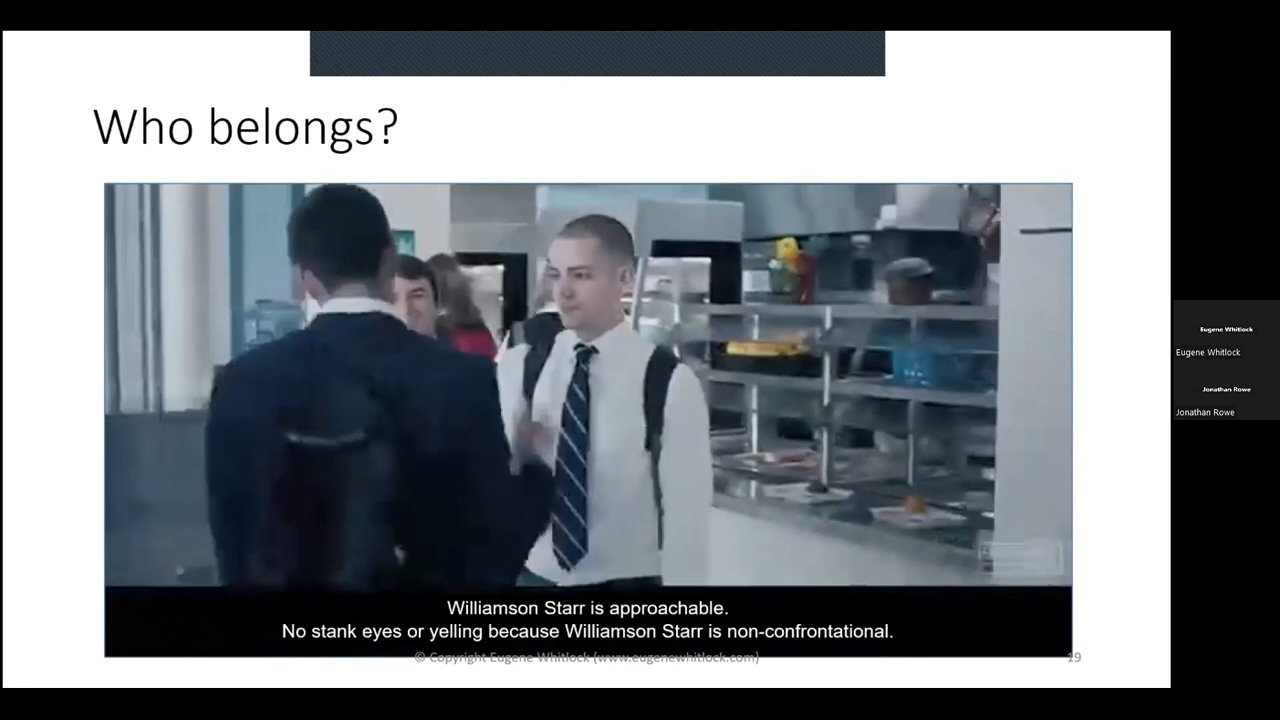 Who belongs?
Williamson Starr is approachable.
No stank eyes or yelling because Williamson Starr is non-confrontational.
© Copyright Eugene Whitlock (www.eugenewhitlock.com)
19
Eugene Whitlock
Eugene Whitlock
Jonathan Rowe
Jonathan Rowe